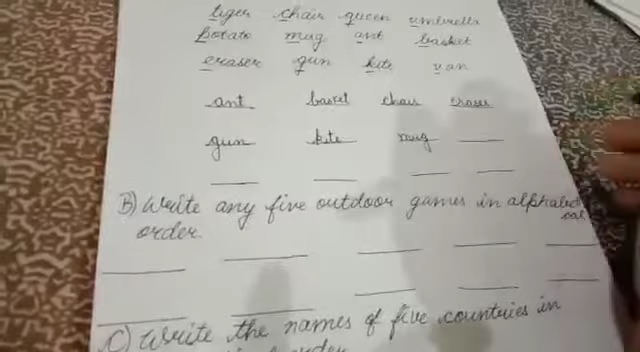 tiger chair queen umbrella
Potato mug ant basket
eraser gun kite van
ant basket chair eraser
gun kite mug
B) Write any five outdoor games in alphabetical
order.
C) Write the names of five countries in
order